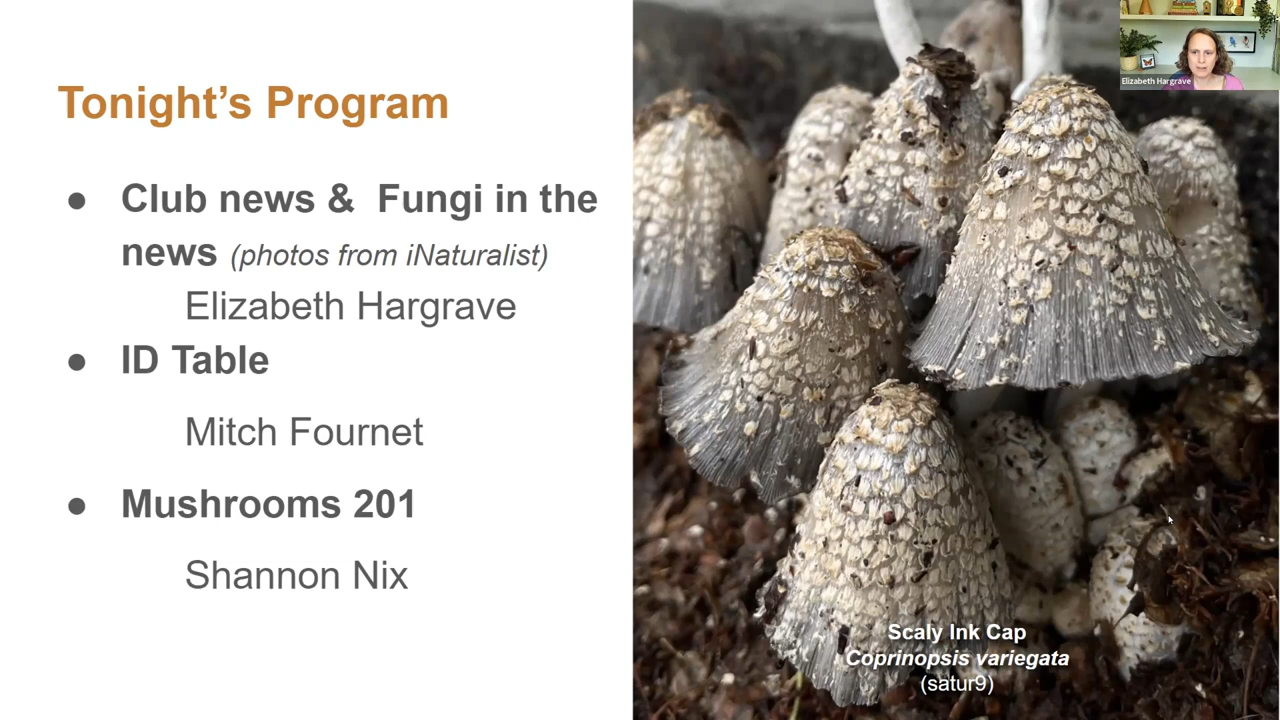 Tonight’s Program
● Club news &  Fungi in the
news (photos from iNaturalist)
Elizabeth Hargrave
● ID Table
Mitch Fournet
● Mushrooms 201
Shannon Nix
Elizabeth Hargrave
Scaly Ink Cap
Coprinopsis variegata
(satur9)